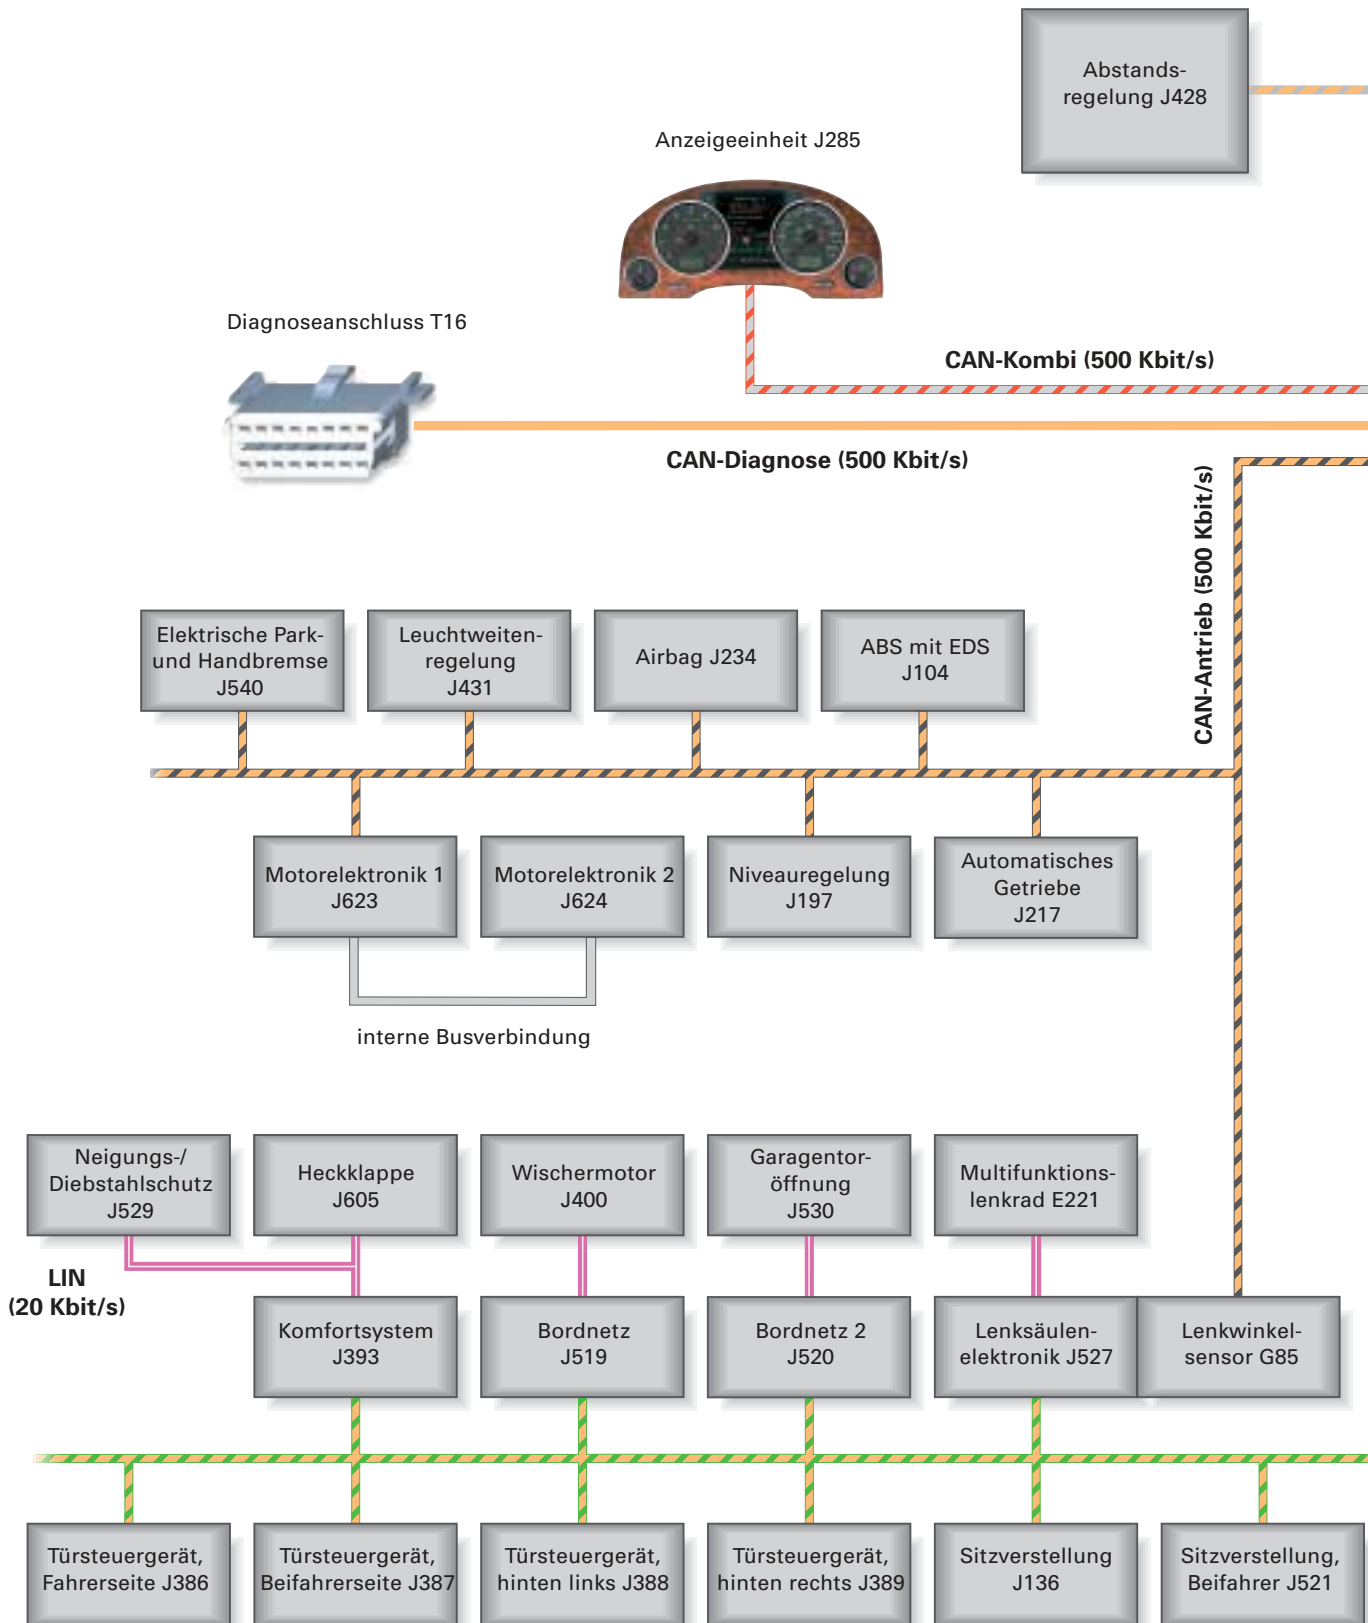 Abstands-
regelung J428
Anzeigeeinheit J285
Diagnoseanschluss T16
CAN-Kombi (500 Kbit/s)
CAN-Diagnose (500 Kbit/s)
CAN-Antrieb (500 Kbit/s)
Elektrische Park-
und Handbremse
J540
Leuchtweiten-
regelung
J431
Airbag J234
ABS mit EDS
J104
Motorelektronik 1
J623
Motorelektronik 2
J624
Niveauregelung
J197
Automatisches
Getriebe
J217
interne Busverbindung
Neigungs-/
Diebstahlschutz
J529
Heckklappe
J605
Wischermotor
J400
Garagentor-
öffnung
J530
Multifunktions-
lenkrad E221
LIN
(20 Kbit/s)
Komfortsystem
J393
Bordnetz
J519
Bordnetz 2
J520
Lenksäulen-
elektronik J527
Lenkwinkel-
sensor G85
Türsteuergerät,
Fahrerseite J386
Türsteuergerät,
Beifahrerseite J387
Türsteuergerät,
hinten links J388
Türsteuergerät,
hinten rechts J389
Sitzverstellung
J136
Sitzverstellung,
Beifahrer J521